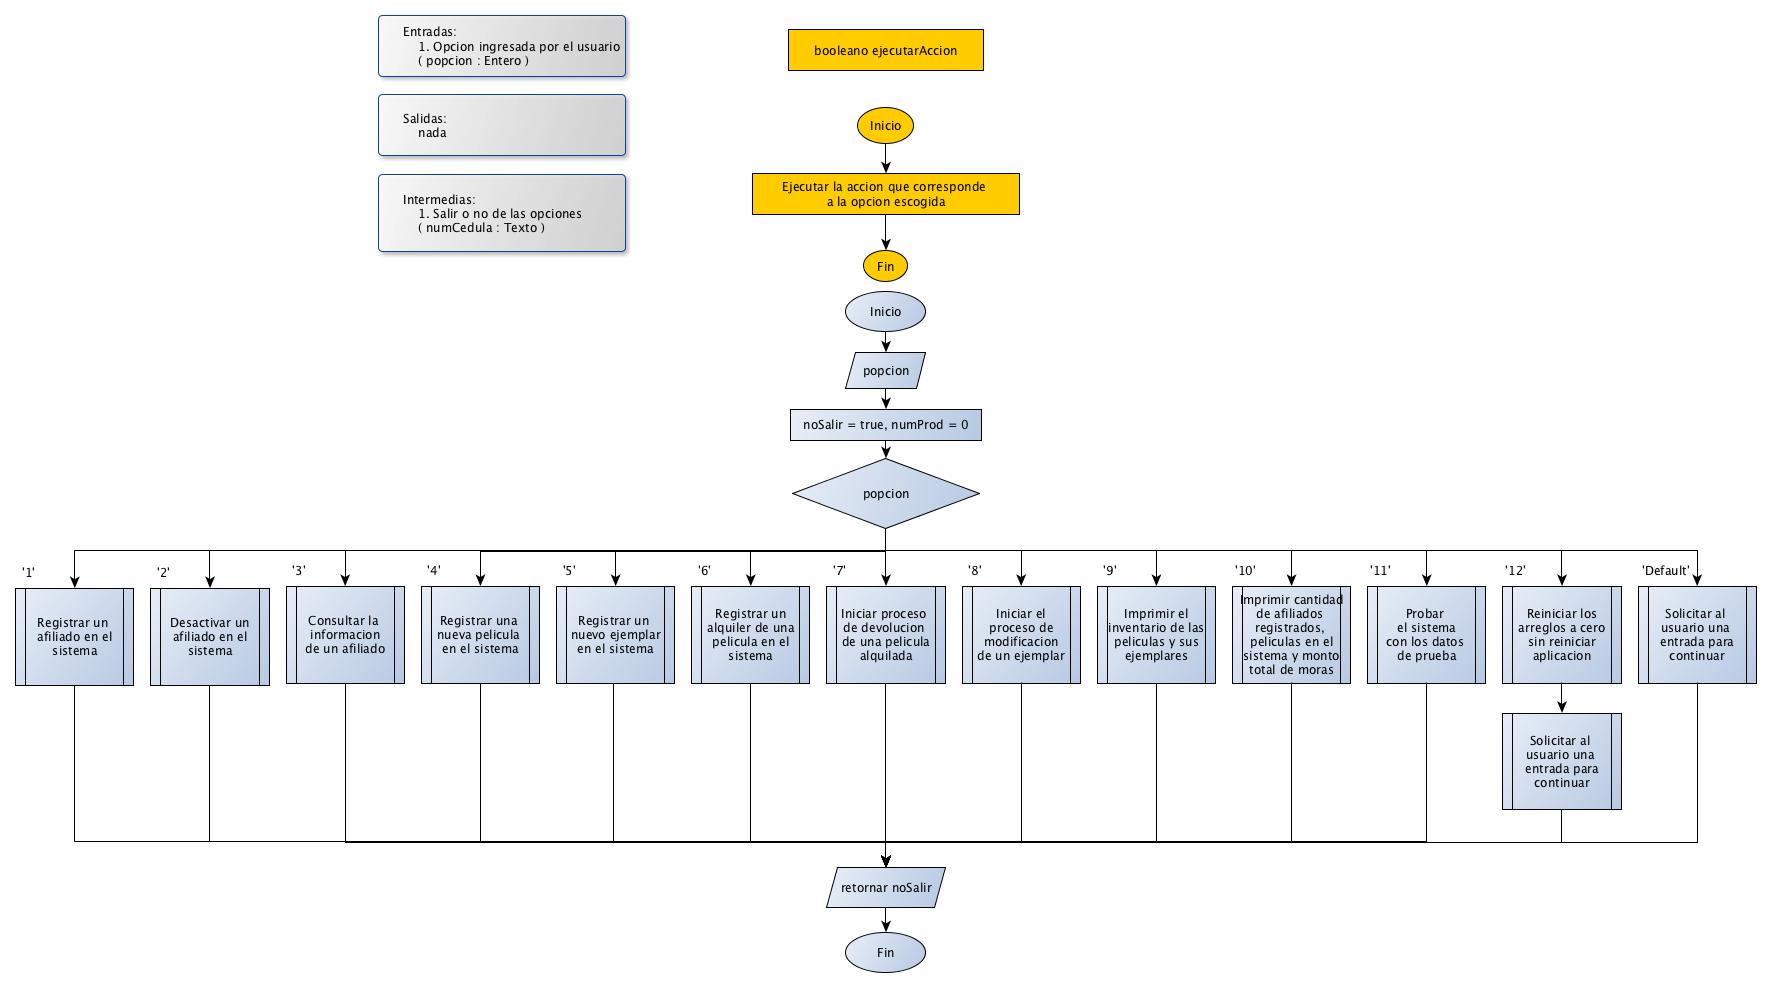 Entradas:
1. Opcion ingresada por el usuario
( popcion : Entero )
Salidas:
nada
Intermedias:
1. Salir o no de las opciones
( numCedula : Texto )
booleano ejecutarAccion
Inicio
Ejecutar la accion que corresponde
a la opcion escogida
Fin
Inicio
popcion
noSalir = true, numProd = 0
popcion
'1'
Registrar un
afiliado en el
sistema
'2'
Desactivar un
afiliado en el
sistema
'3'
Consultar la
informacion
de un afiliado
'4'
Registrar una
nueva pelicula
en el sistema
'5'
Registrar un
nuevo ejemplar
en el sistema
'6'
Registrar un
alquiler de una
pelicula en el
sistema
'7'
Iniciar proceso
de devolucion
de una pelicula
alquilada
'8'
Iniciar el
proceso de
modificacion
de un ejemplar
'9'
Imprimir el
inventario de las
peliculas y sus
ejemplares
'10'
Imprimir cantidad
de afiliados
registrados,
peliculas en el
sistema y monto
total de moras
'11'
Probar
el sistema
con los datos
de prueba
'12'
Reiniciar los
arreglos a cero
sin reiniciar
aplicacion
Solicitar al
usuario una
entrada para
continuar
'Default'
Solicitar al
usuario una
entrada para
continuar
retornar noSalir
Fin